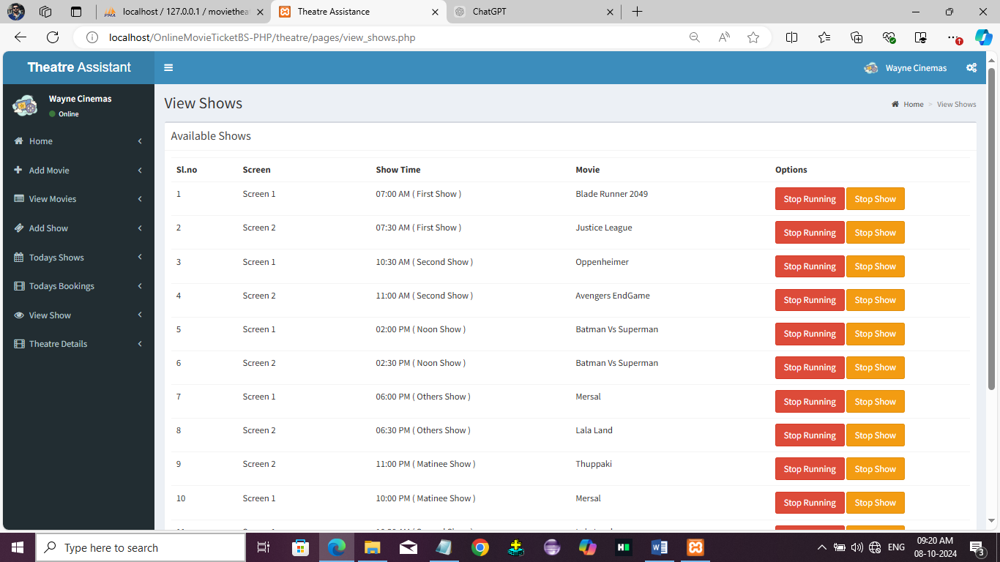 localhost / 127.0.0.1 / movietheat
Theatre Assistance
ChatGPT
localhost/OnlineMovieTicketBS-PHP/theatre/pages/view_shows.php
Theatre Assistant
Wayne Cinemas
Wayne Cinemas
Online
View Shows
Home > View Shows
Home
Add Movie
View Movies
Add Show
Todays Shows
Todays Bookings
View Show
Theatre Details
Available Shows
Sl.no Screen Show Time Movie Options
1 Screen 1 07:00 AM ( First Show ) Blade Runner 2049 Stop Running Stop Show
2 Screen 2 07:30 AM ( First Show ) Justice League Stop Running Stop Show
3 Screen 1 10:30 AM ( Second Show ) Oppenheimer Stop Running Stop Show
4 Screen 2 11:00 AM ( Second Show ) Avengers EndGame Stop Running Stop Show
5 Screen 1 02:00 PM ( Noon Show ) Batman Vs Superman Stop Running Stop Show
6 Screen 2 02:30 PM ( Noon Show ) Batman Vs Superman Stop Running Stop Show
7 Screen 1 06:00 PM ( Others Show ) Mersal Stop Running Stop Show
8 Screen 2 06:30 PM ( Others Show ) Lala Land Stop Running Stop Show
9 Screen 2 11:00 PM ( Matinee Show ) Thuppaki Stop Running Stop Show
10 Screen 1 10:00 PM ( Matinee Show ) Mersal Stop Running Stop Show
Type here to search
ENG
09:20 AM
08-10-2024
3